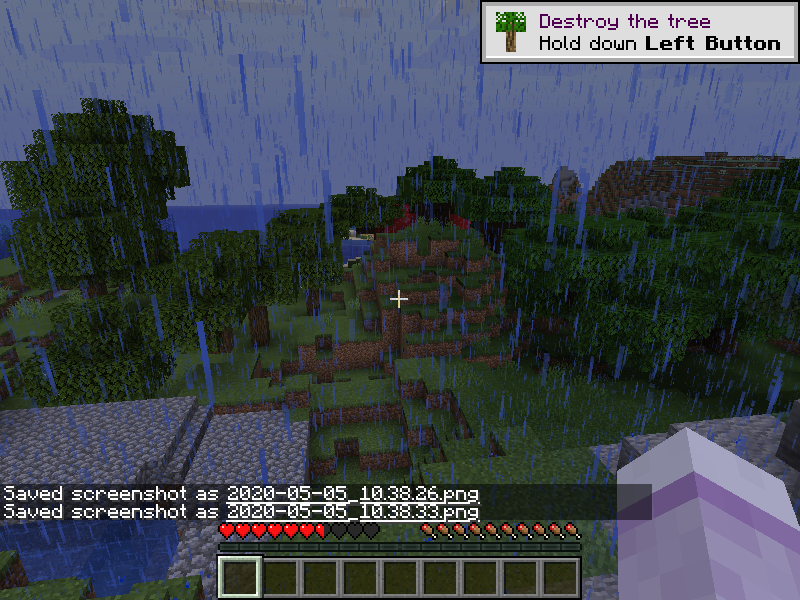 Destroy the tree
Hold down Left Button
Saved screenshot as 2020-05-05_10.38.26.png
Saved screenshot as 2020-05-05_10.38.33.png